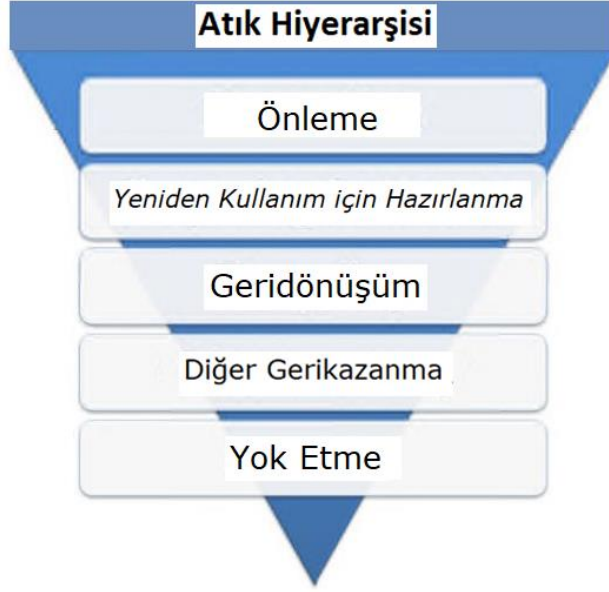 Atık Hiyerarşisi
Önleme
Yeniden Kullanım için Hazırlanma
Geridönüşüm
Diğer Gerikazanma
Yok Etme